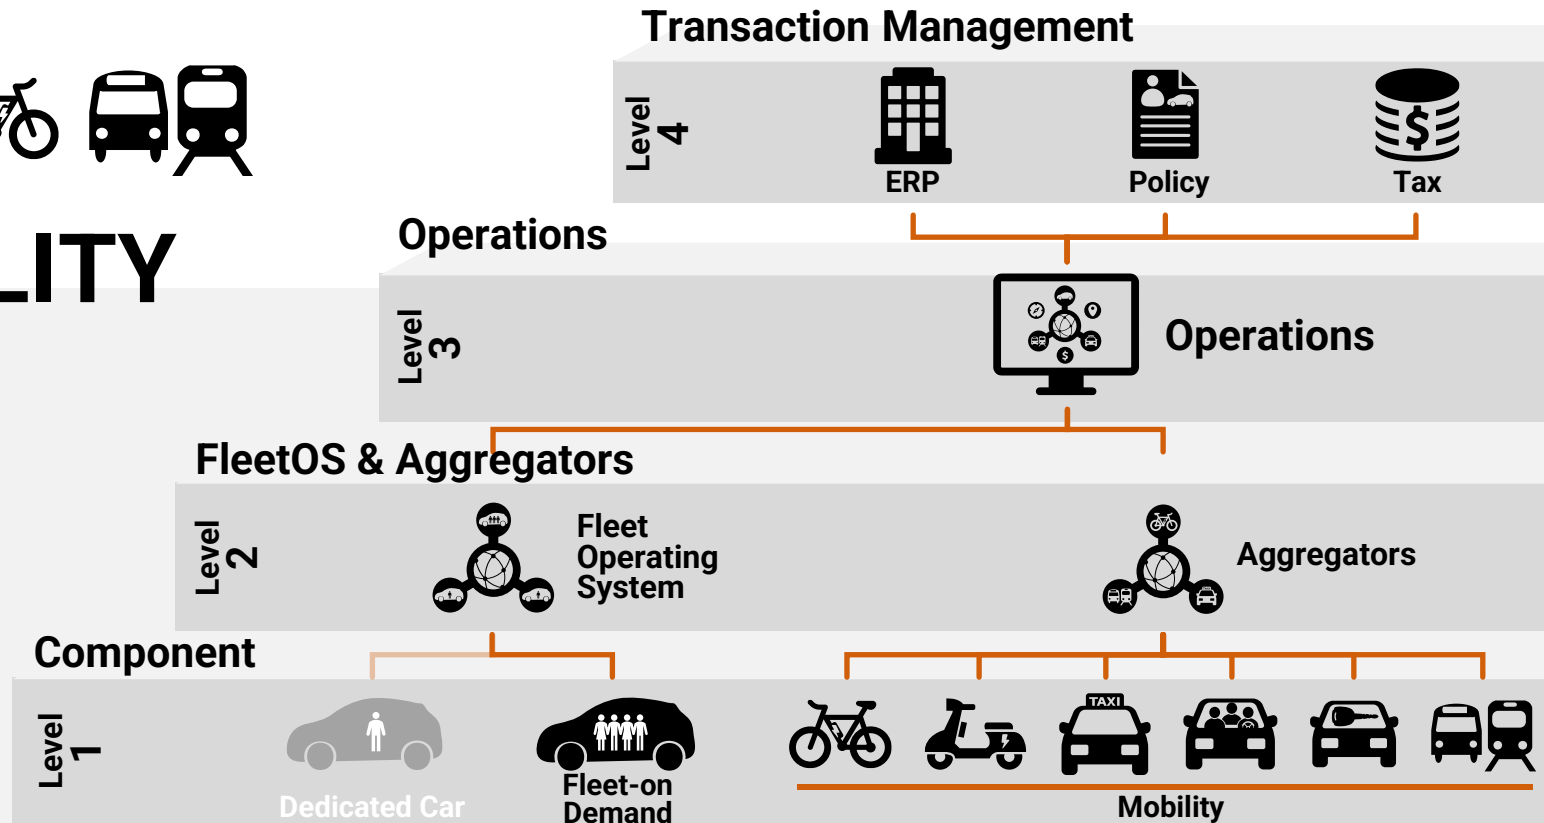 Transaction Management
Level
4
ERP
Policy
$
Tax
LITY
Operations
Level
3
$
Operations
FleetOS & Aggregators
Level
2
Fleet
Operating
System
Aggregators
Component
Level
1
TAXI
Dedicated Car
Fleet-on
Demand
Mobility